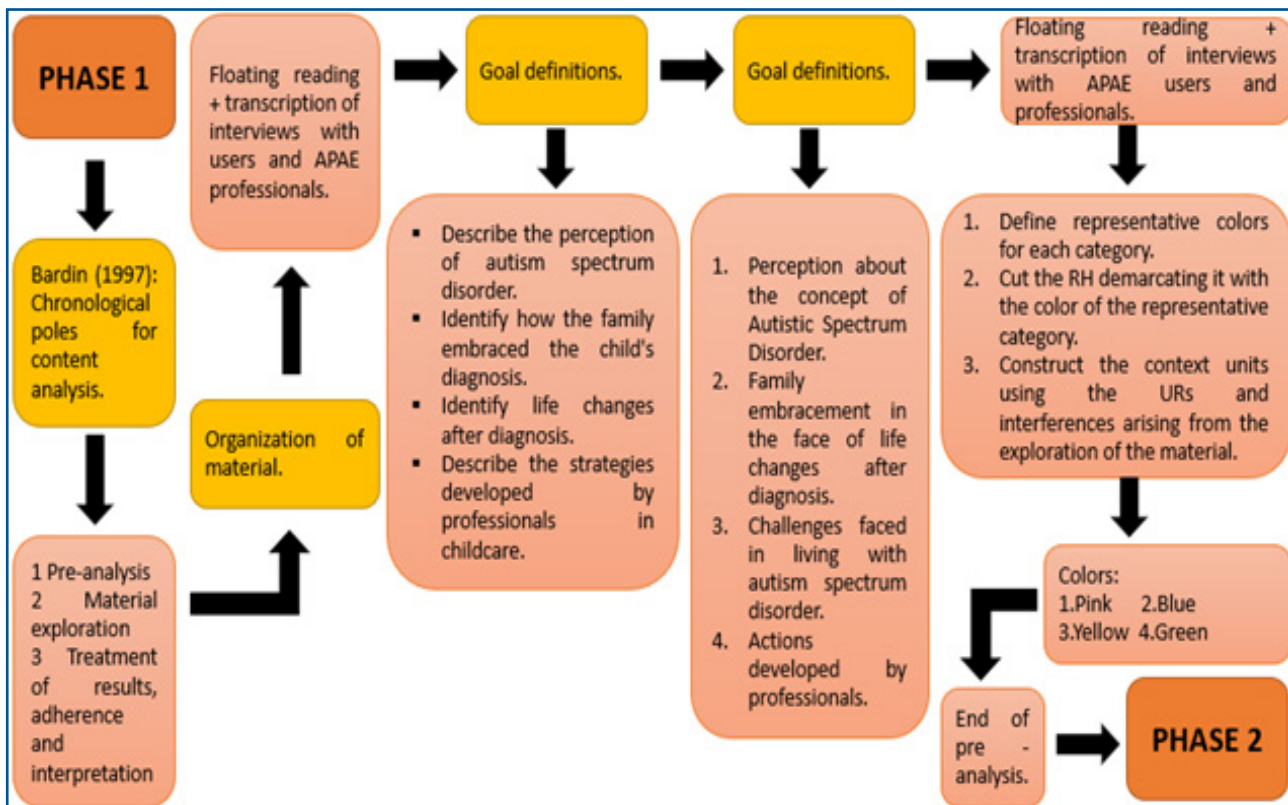 PHASE 1
Bardin (1997):
Chronological
poles for
content
analysis.
1 Pre-analysis
2 Material
exploration
3 Treatment
of results,
adherence
and
interpretation
Organization of
material.
Floating reading
+ transcription of
interviews with
users and APAE
professionals.
Goal definitions.
▪ Describe the perception
of autism spectrum
disorder.
▪ Identify how the family
embraced the child's
diagnosis.
▪ Identify life changes
after diagnosis.
▪ Describe the strategies
developed by
professionals in
childcare.
Goal definitions.
1. Perception about
the concept of
Autistic Spectrum
Disorder.
2. Family
embracement in
the face of life
changes after
diagnosis.
3. Challenges faced
in living with
autism spectrum
disorder.
4. Actions
developed by
professionals.
Floating reading +
transcription of interviews
with APAE users and
professionals.
1. Define representative colors
for each category.
2. Cut the RH demarcating it with
the color of the representative
category.
3. Construct the context units
using the URs and
interferences arising from the
exploration of the material.
Colors:
1.Pink 2.Blue
3.Yellow 4.Green
End of
pre -
analysis.
PHASE 2